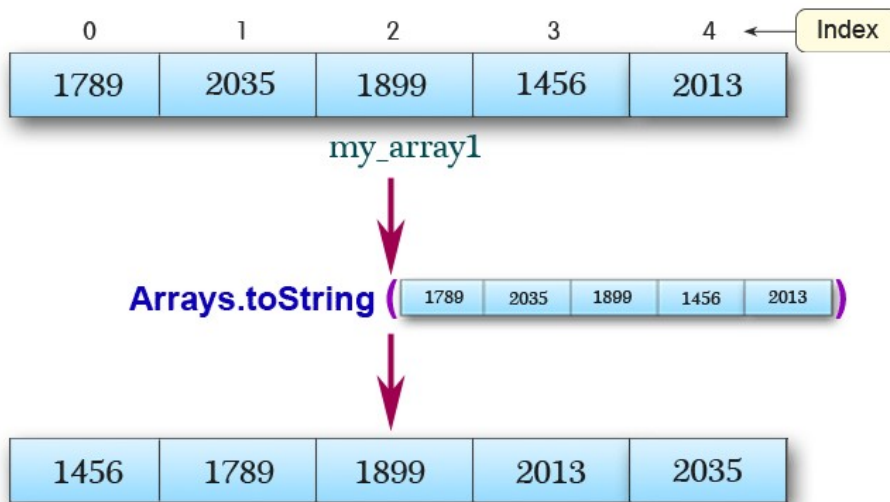 0 1 2 3 4 Index
1789 2035 1899 1456 2013
my_array1
Arrays.toString ( 1789 2035 1899 1456 2013 )
1456 1789 1899 2013 2035